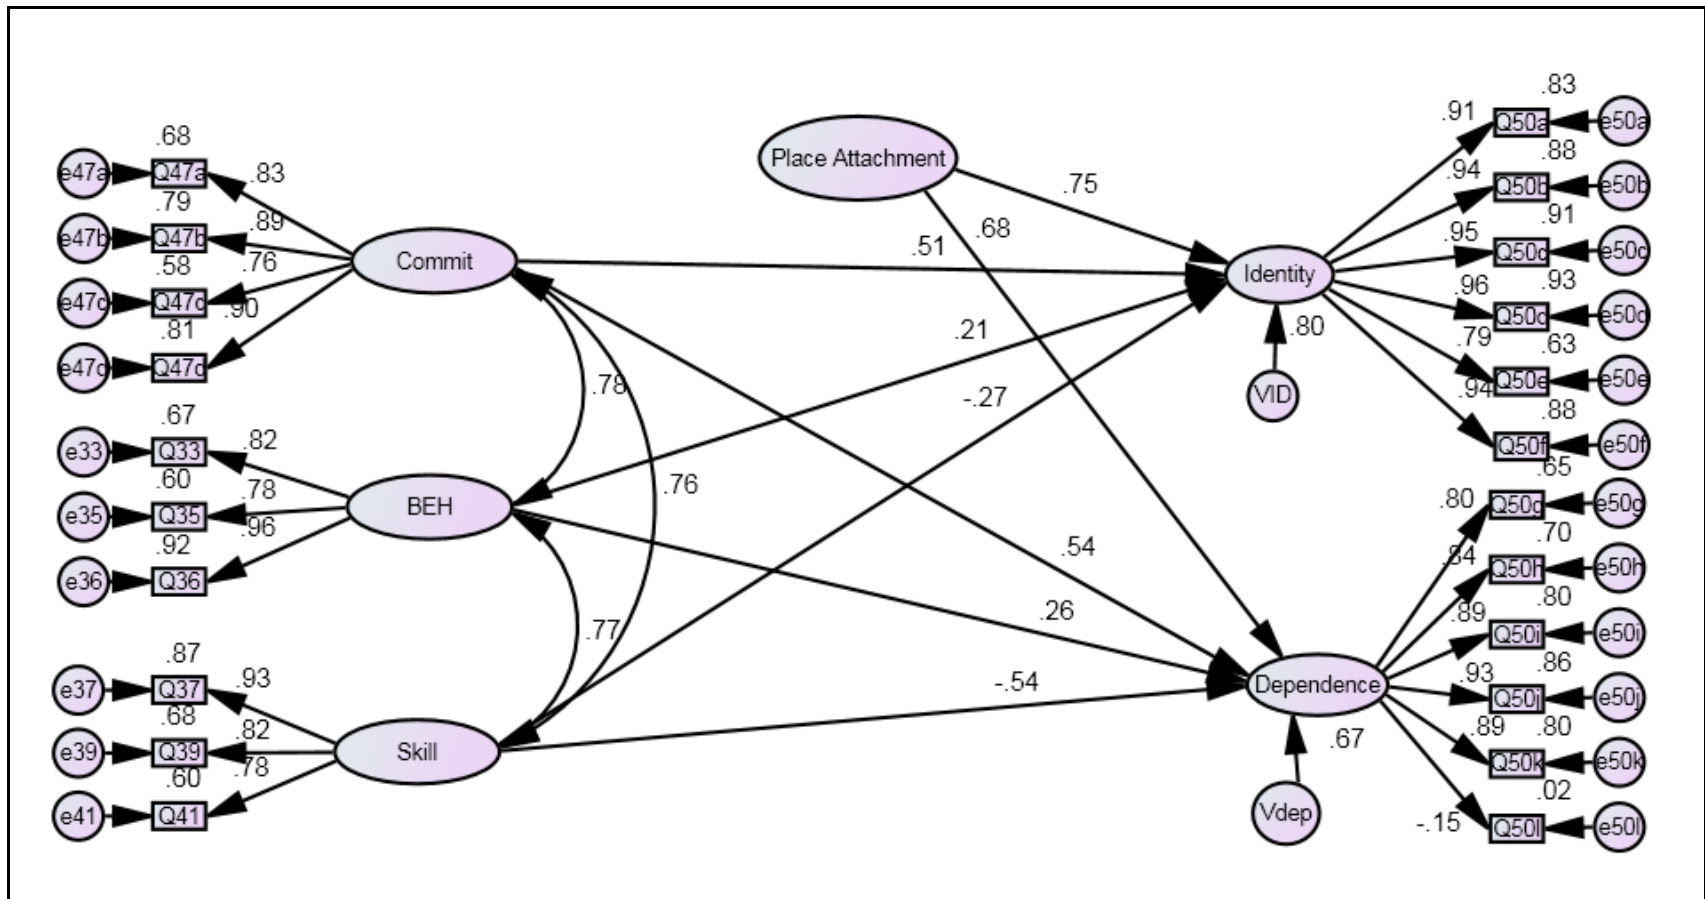 .68
e47a Q47a .83
.79
e47b Q47b .89
.58
e47c Q47c .76
.81
e47d Q47d .90
Commit
.67
e33 Q33 .82
.60
e35 Q35 .78
.92
e36 Q36 .96
BEH
.87
e37 Q37 .93
.68
e39 Q39 .82
.60
e41 Q41 .78
Skill
.78
.76
.77
Place Attachment
.75
.68
.51
.21
-.27
.54
.26
-.54
Identity
.80
VID
Dependence
.67
Vdep
.83
.91 Q50a e50a
.88
.94 Q50b e50b
.91
.95 Q50c e50c
.93
.96 Q50d e50d
.63
.79 Q50e e50e
.88
.94 Q50f e50f
.65
.80 Q50g e50g
.70
.84 Q50h e50h
.80
.89 Q50i e50i
.86
.93 Q50j e50j
.80
.89 Q50k e50k
.02
-.15 Q50l e50l